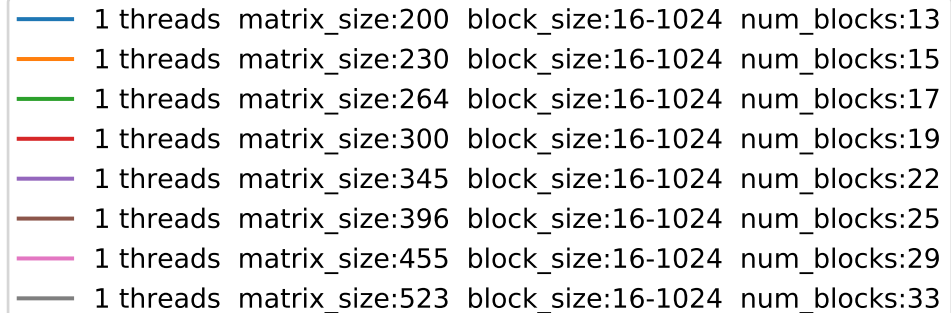 1 threads  matrix_size:200  block_size:16-1024  num_blocks:13
1 threads  matrix_size:230  block_size:16-1024  num_blocks:15
1 threads  matrix_size:264  block_size:16-1024  num_blocks:17
1 threads  matrix_size:300  block_size:16-1024  num_blocks:19
1 threads  matrix_size:345  block_size:16-1024  num_blocks:22
1 threads  matrix_size:396  block_size:16-1024  num_blocks:25
1 threads  matrix_size:455  block_size:16-1024  num_blocks:29
1 threads  matrix_size:523  block_size:16-1024  num_blocks:33